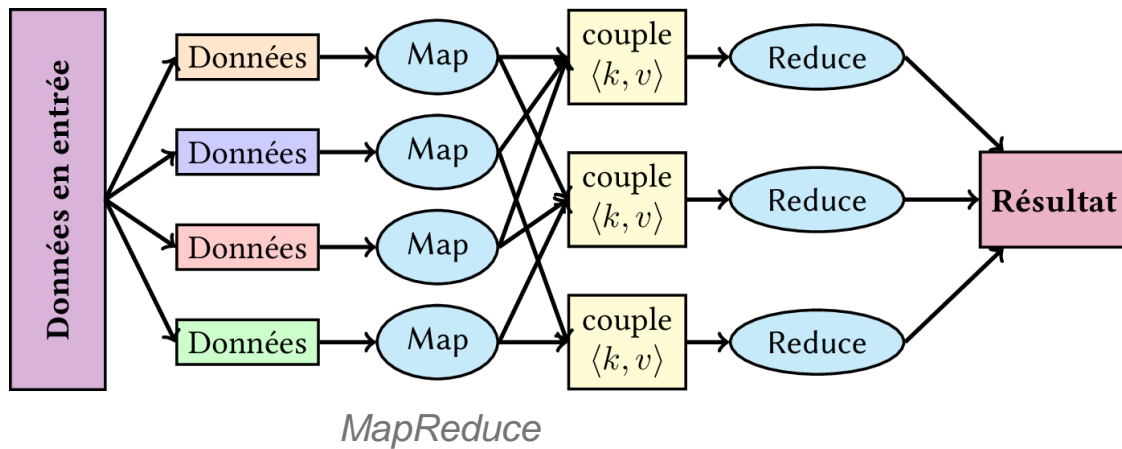 Données en entrée
Données
Map
couple
⟨k, v⟩
Reduce
Données
Map
Données
Map
couple
⟨k, v⟩
Reduce
Résultat
Données
Map
couple
⟨k, v⟩
Reduce
MapReduce